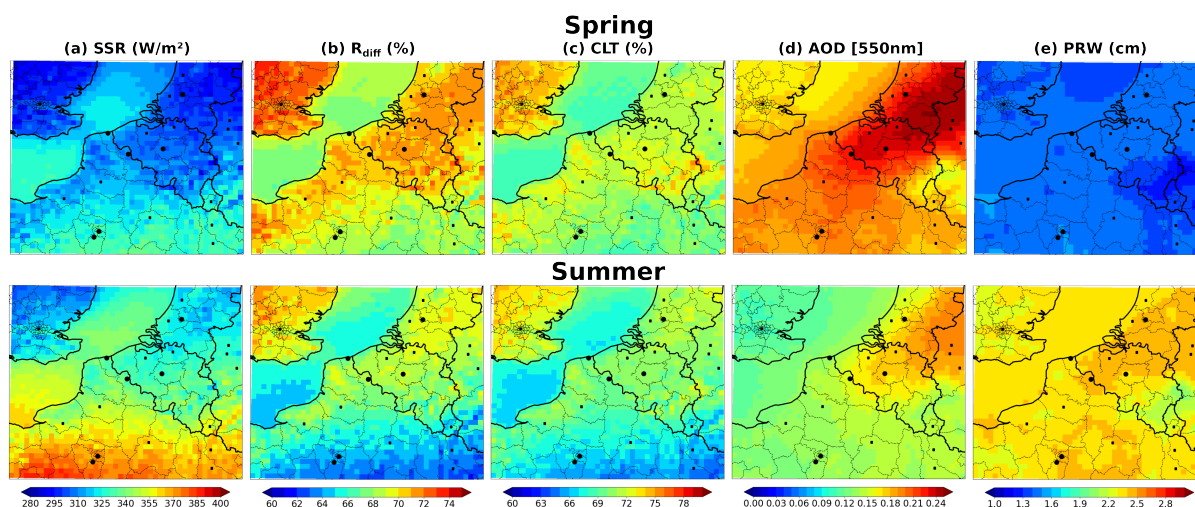 Spring
(a) SSR (W/m²) (b) R_diff (%) (c) CLT (%) (d) AOD [550nm] (e) PRW (cm)
Summer
280 295 310 325 340 355 370 385 400 60 62 64 66 68 70 72 74 60 63 66 69 72 75 78 0.00 0.03 0.06 0.09 0.12 0.15 0.18 0.21 0.24 1.0 1.3 1.6 1.9 2.2 2.5 2.8